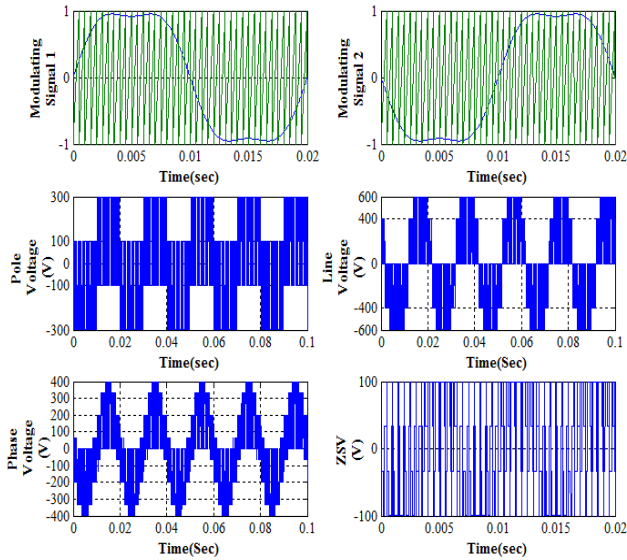 Modulating
Signal 1
1
0
-1
0
0.005
0.01
0.015
0.02
Time(sec)
Modulating
Signal 2
1
0
-1
0
0.005
0.01
0.015
0.02
Time(sec)
Pole
Voltage
(V)
300
100
-100
-300
0
0.02
0.04
0.06
0.08
0.1
Time(sec)
Line
Voltage
(V)
600
400
0
-400
-600
0
0.02
0.04
0.06
0.08
0.1
Time(Sec)
Phase
Voltage
(V)
400
300
200
100
0
-100
-200
-300
-400
0
0.02
0.04
0.06
0.08
0.1
Time(Sec)
ZSV
(V)
100
0
-100
0
0.005
0.01
0.015
0.02
Time(Sec)